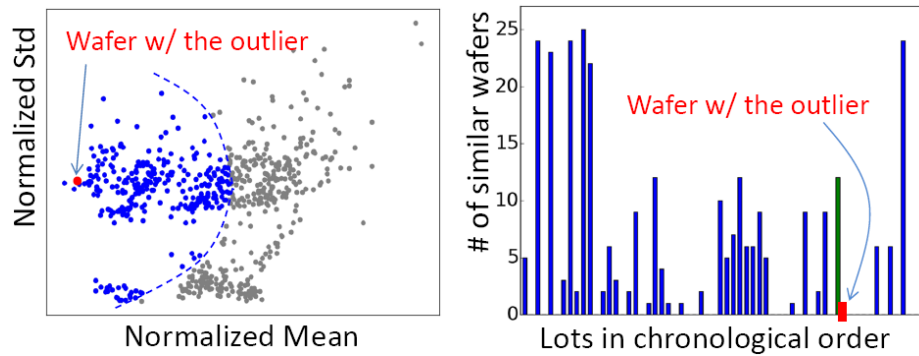 Wafer w/ the outlier
Normalized Std
Normalized Mean
# of similar wafers
25
20
15
10
5
0
Wafer w/ the outlier
Lots in chronological order